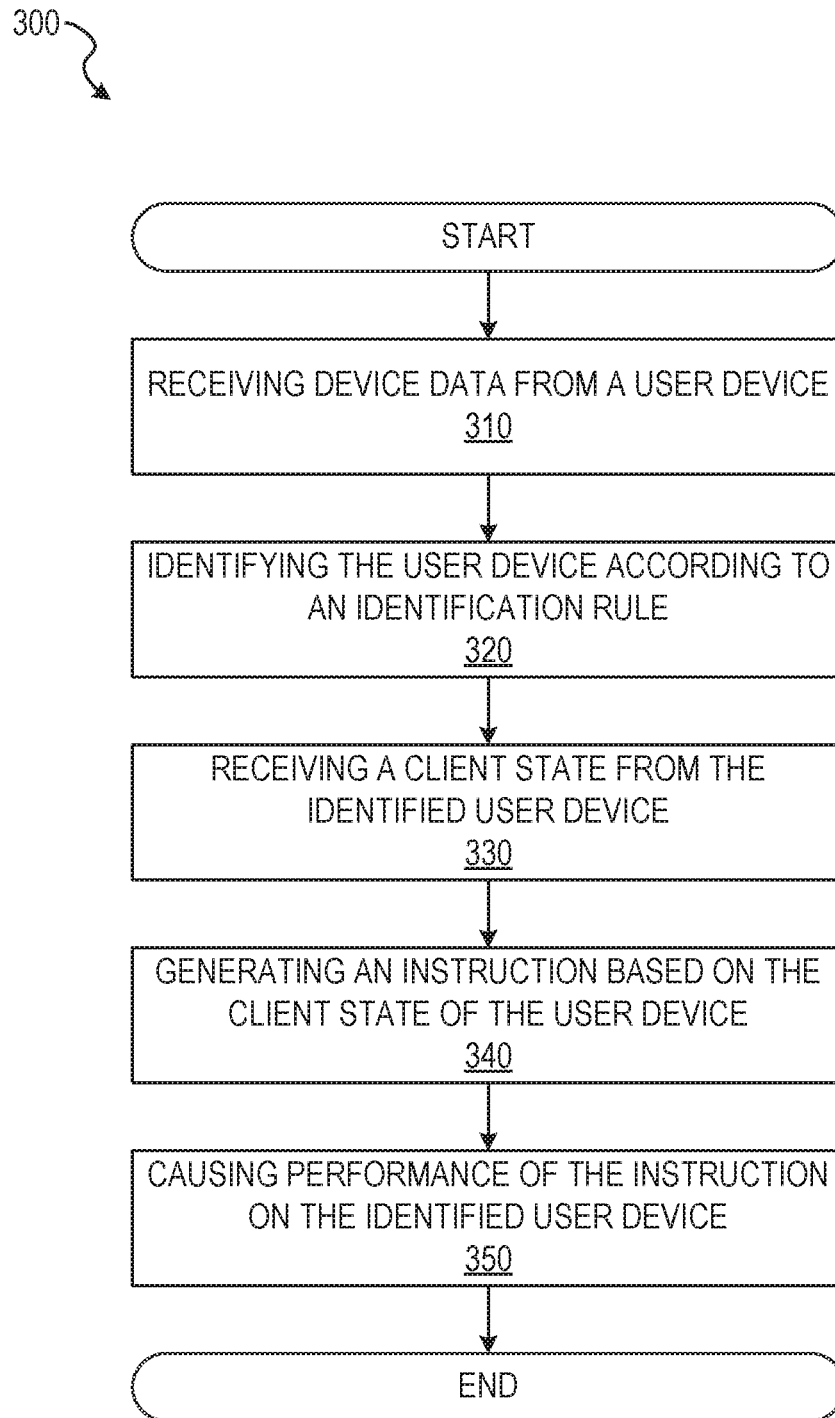 300
START
RECEIVING DEVICE DATA FROM A USER DEVICE
310
IDENTIFYING THE USER DEVICE ACCORDING TO
AN IDENTIFICATION RULE
320
RECEIVING A CLIENT STATE FROM THE
IDENTIFIED USER DEVICE
330
GENERATING AN INSTRUCTION BASED ON THE
CLIENT STATE OF THE USER DEVICE
340
CAUSING PERFORMANCE OF THE INSTRUCTION
ON THE IDENTIFIED USER DEVICE
350
END